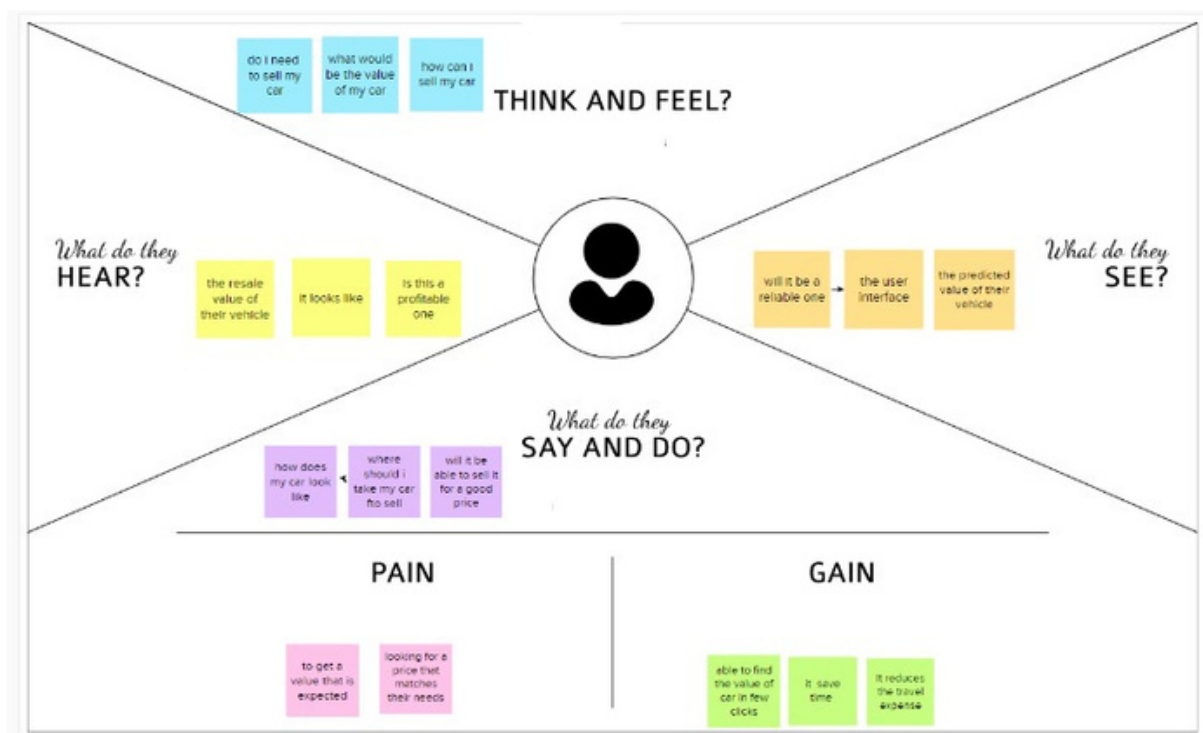 do i need
to sell my
car
what would
be the value
of my car
how can i
sell my car
THINK AND FEEL?
What do they
HEAR?
the resale
value of
their vehicle
it looks like
is this a
profitable
one
will it be a
reliable one
the user
interface
the predicted
value of their
vehicle
What do they
SEE?
What do they
SAY AND DO?
how does
my car look
like
where
should i
take my car
fto sell
will it be
able to sell it
for a good
price
PAIN
GAIN
to get a
value that is
expected
looking for a
price that
matches
their needs
able to find
the value of
car in few
clicks
it save
time
It reduces
the travel
expense